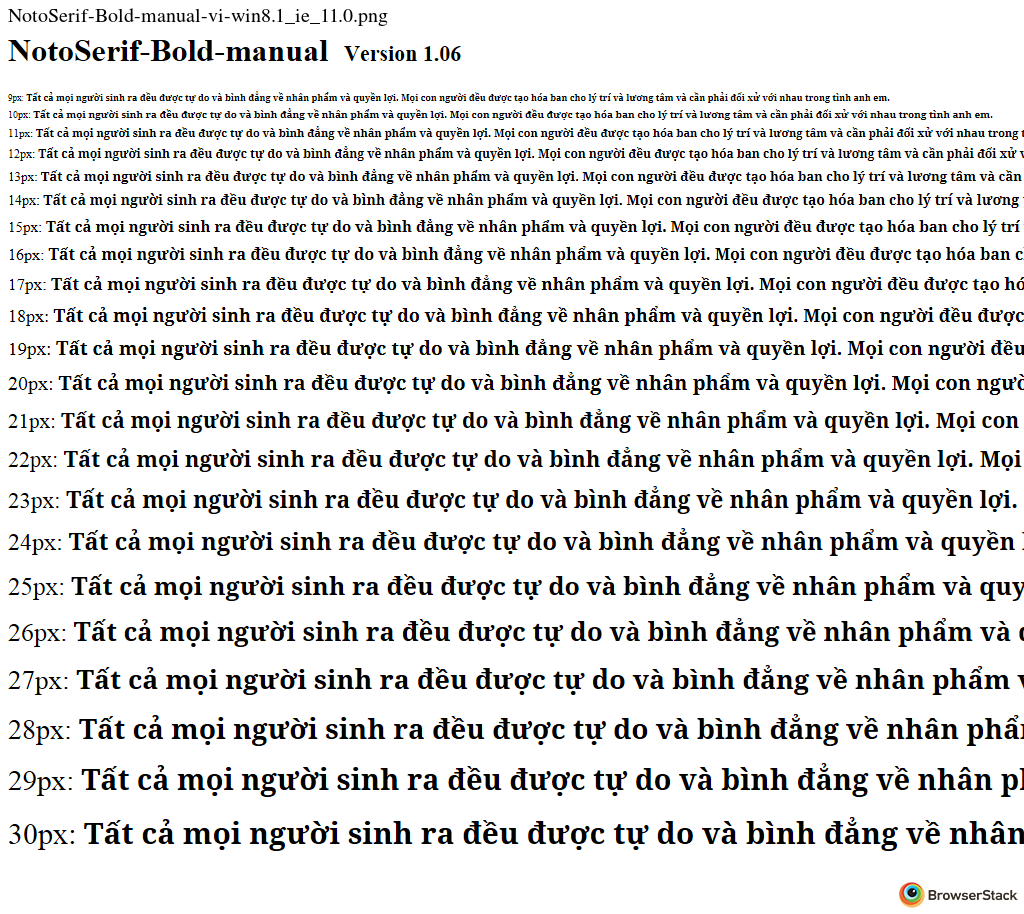 NotoSerif-Bold-manual-vi-win8.1_ie_11.0.png
NotoSerif-Bold-manual Version 1.06
9px: Tất cả mọi người sinh ra đều được tự do và bình đẳng về nhân phẩm và quyền lợi. Mọi con người đều được tạo hóa ban cho lý trí và lương tâm và cần phải đối xử với nhau trong tình anh em.
10px: Tất cả mọi người sinh ra đều được tự do và bình đẳng về nhân phẩm và quyền lợi. Mọi con người đều được tạo hóa ban cho lý trí và lương tâm và cần phải đối xử với nhau trong tình anh em.
11px: Tất cả mọi người sinh ra đều được tự do và bình đẳng về nhân phẩm và quyền lợi. Mọi con người đều được tạo hóa ban cho lý trí và lương tâm và cần phải đối xử với nhau trong t
12px: Tất cả mọi người sinh ra đều được tự do và bình đẳng về nhân phẩm và quyền lợi. Mọi con người đều được tạo hóa ban cho lý trí và lương tâm và cần phải đối xử v
13px: Tất cả mọi người sinh ra đều được tự do và bình đẳng về nhân phẩm và quyền lợi. Mọi con người đều được tạo hóa ban cho lý trí và lương tâm và cần
14px: Tất cả mọi người sinh ra đều được tự do và bình đẳng về nhân phẩm và quyền lợi. Mọi con người đều được tạo hóa ban cho lý trí và lương
15px: Tất cả mọi người sinh ra đều được tự do và bình đẳng về nhân phẩm và quyền lợi. Mọi con người đều được tạo hóa ban cho lý trí
16px: Tất cả mọi người sinh ra đều được tự do và bình đẳng về nhân phẩm và quyền lợi. Mọi con người đều được tạo hóa ban c
17px: Tất cả mọi người sinh ra đều được tự do và bình đẳng về nhân phẩm và quyền lợi. Mọi con người đều được tạo hó
18px: Tất cả mọi người sinh ra đều được tự do và bình đẳng về nhân phẩm và quyền lợi. Mọi con người đều được
19px: Tất cả mọi người sinh ra đều được tự do và bình đẳng về nhân phẩm và quyền lợi. Mọi con người đều
20px: Tất cả mọi người sinh ra đều được tự do và bình đẳng về nhân phẩm và quyền lợi. Mọi con ngườ
21px: Tất cả mọi người sinh ra đều được tự do và bình đẳng về nhân phẩm và quyền lợi. Mọi con
22px: Tất cả mọi người sinh ra đều được tự do và bình đẳng về nhân phẩm và quyền lợi. Mọi
23px: Tất cả mọi người sinh ra đều được tự do và bình đẳng về nhân phẩm và quyền lợi.
24px: Tất cả mọi người sinh ra đều được tự do và bình đẳng về nhân phẩm và quyền
25px: Tất cả mọi người sinh ra đều được tự do và bình đẳng về nhân phẩm và quy
26px: Tất cả mọi người sinh ra đều được tự do và bình đẳng về nhân phẩm và
27px: Tất cả mọi người sinh ra đều được tự do và bình đẳng về nhân phẩm v
28px: Tất cả mọi người sinh ra đều được tự do và bình đẳng về nhân phẩ
29px: Tất cả mọi người sinh ra đều được tự do và bình đẳng về nhân p
30px: Tất cả mọi người sinh ra đều được tự do và bình đẳng về nhân
BrowserStack